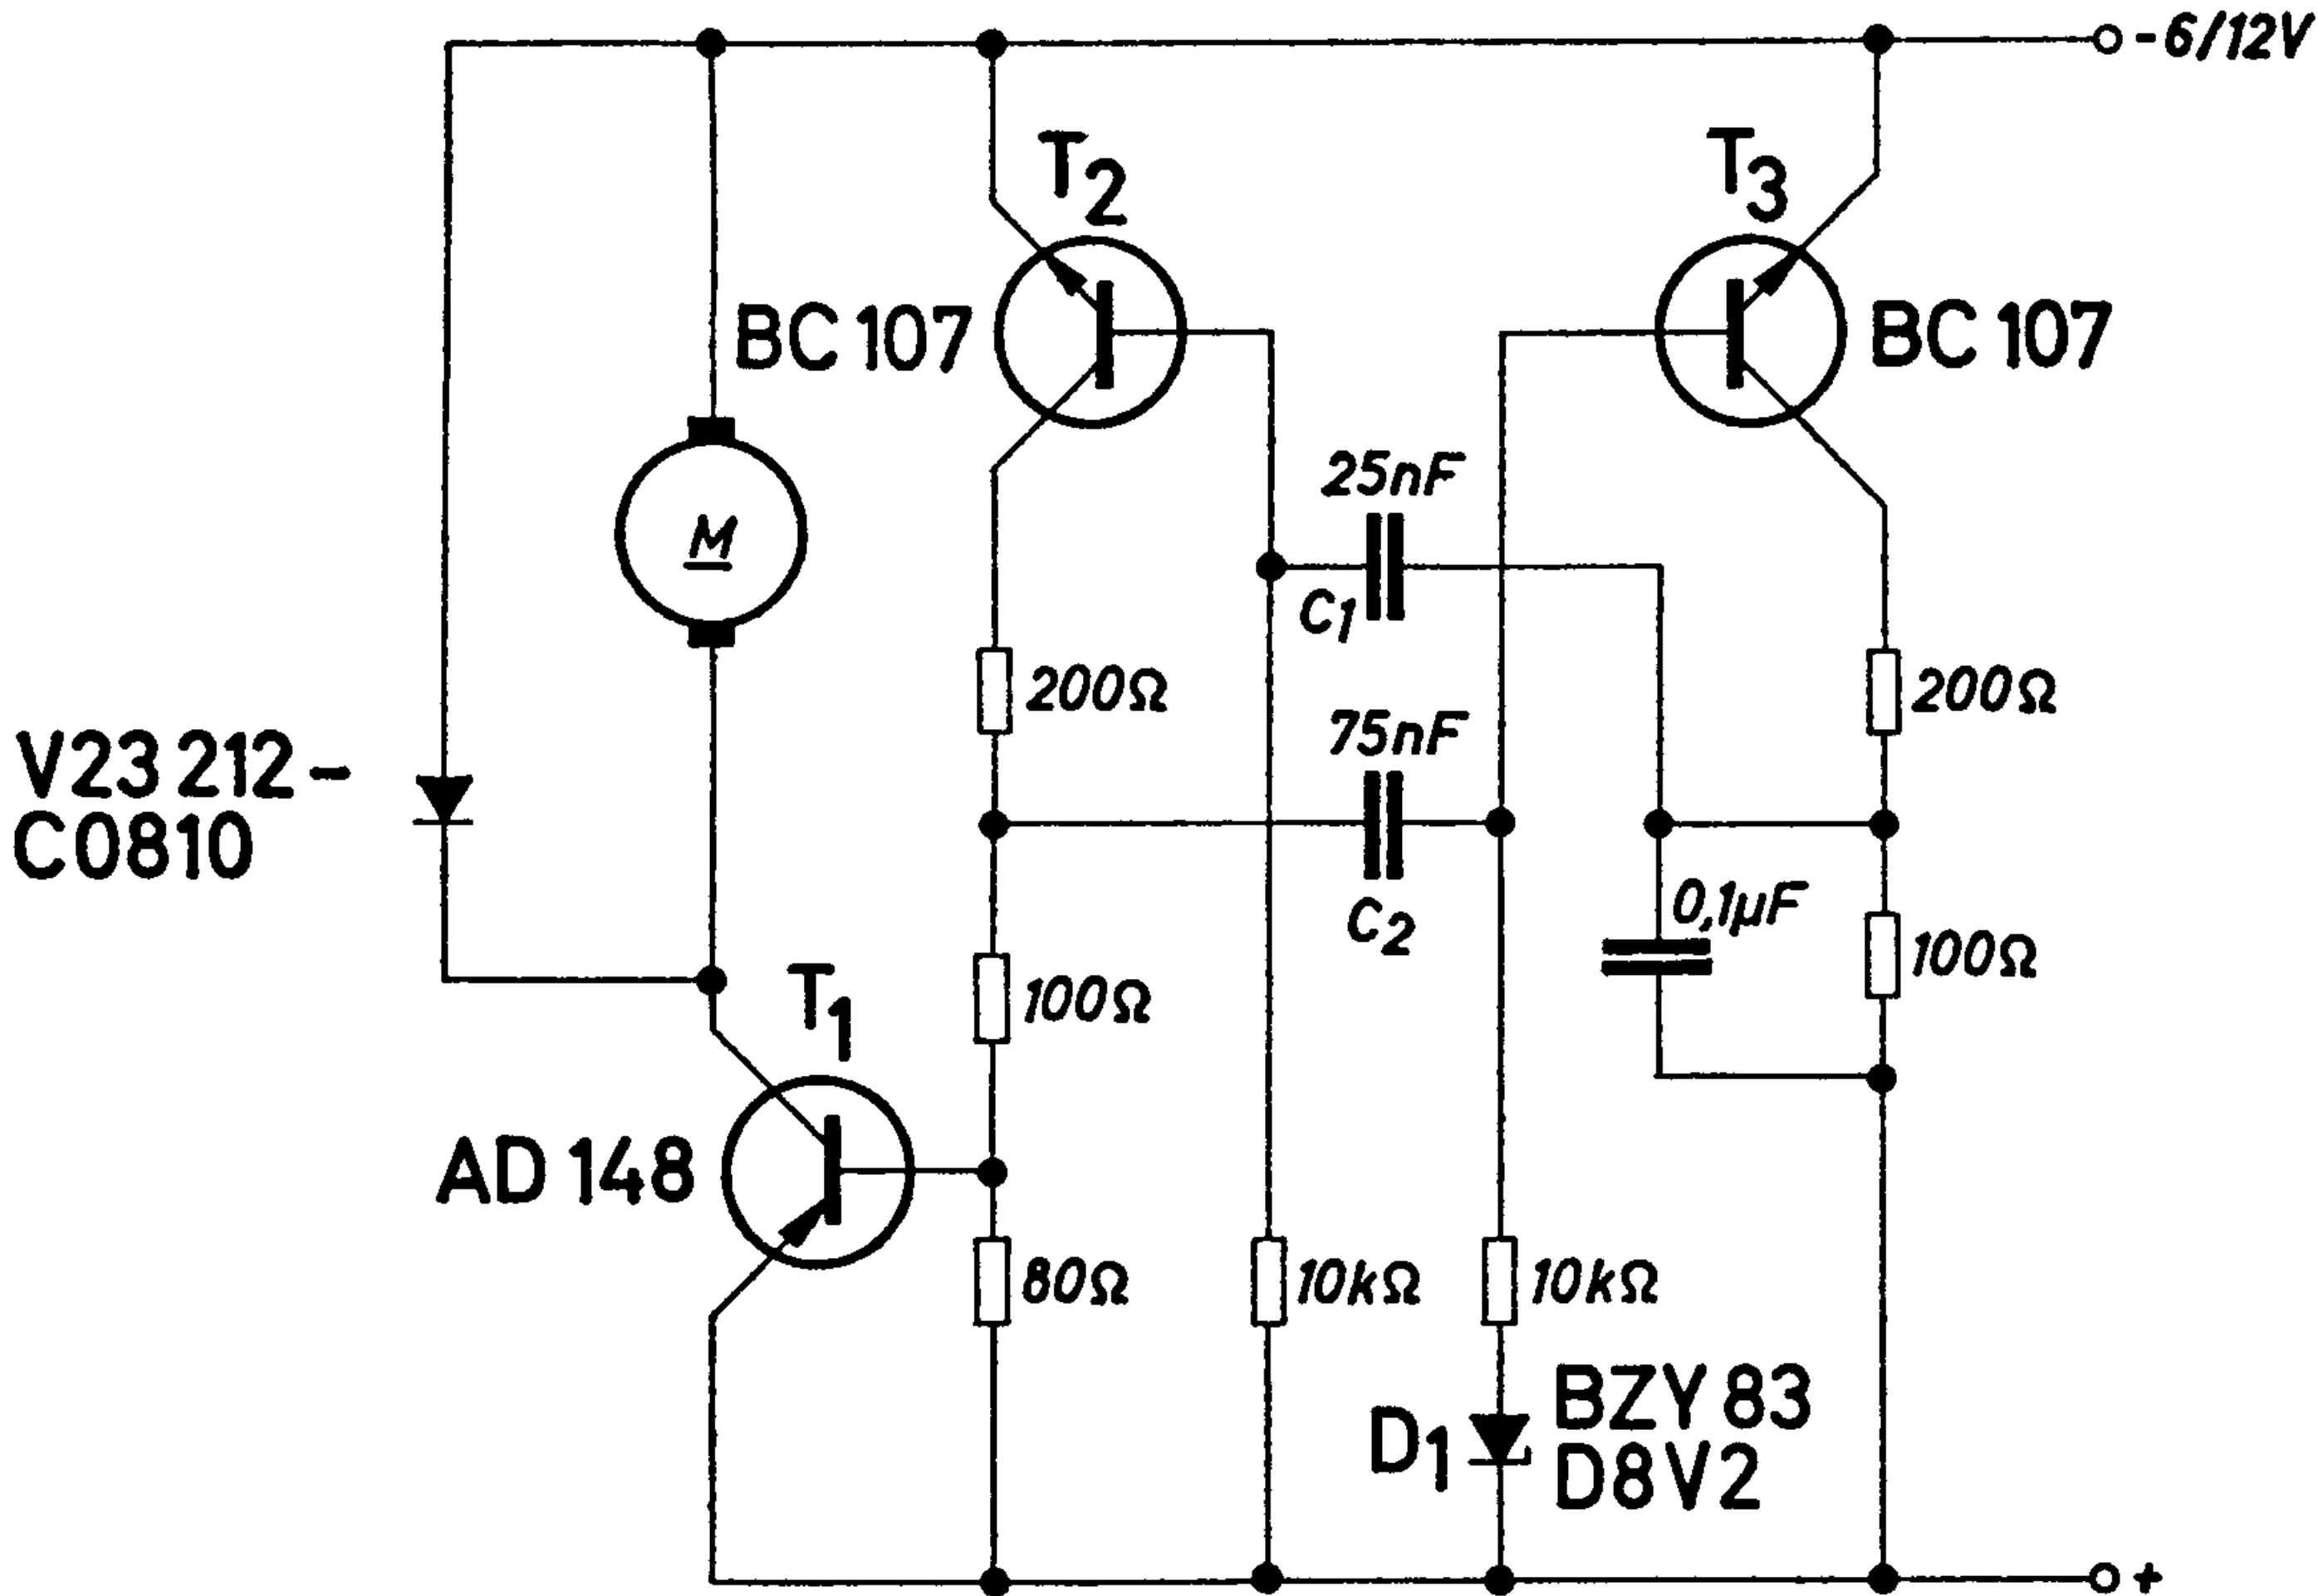 -6/12V
T2
T3
BC 107
BC 107
25nF
C1
M
200Ω
200Ω
75nF
C2
V23 212-
C0810
0,1µF
100Ω
T1
100Ω
AD 148
80Ω
10kΩ
10kΩ
D1
BZY 83
D8V2
+